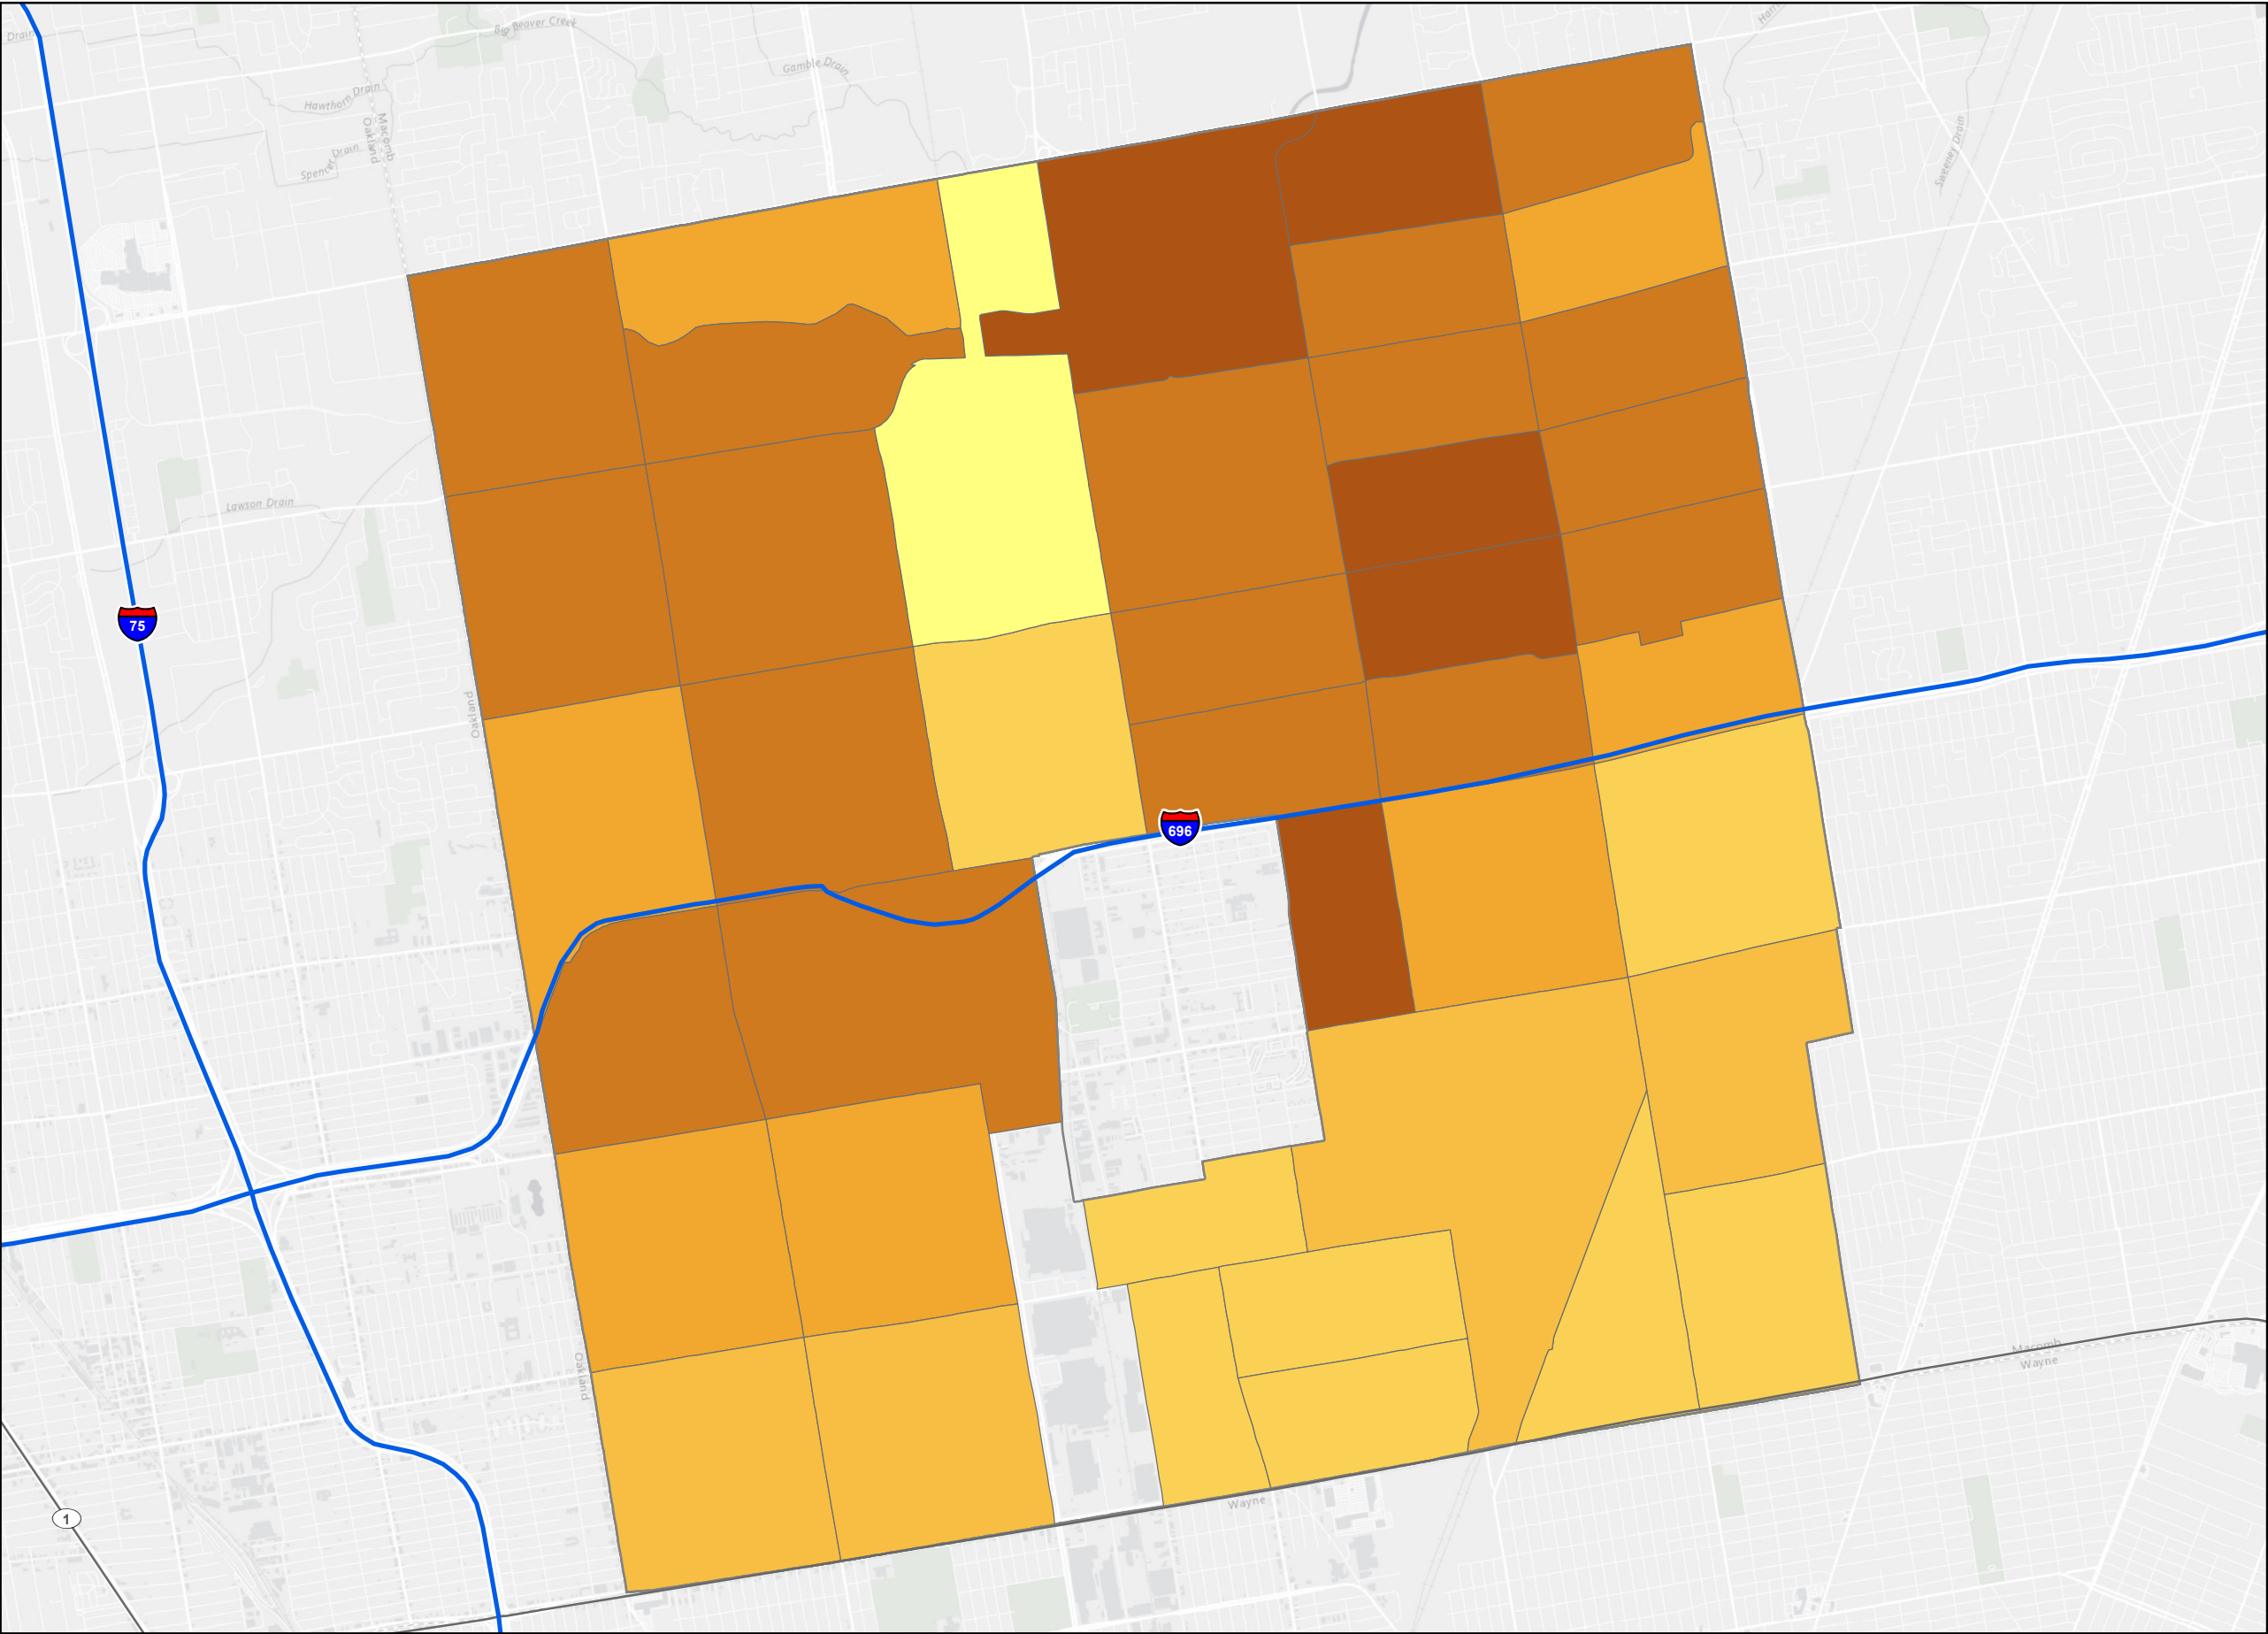 Drain
Big Beaver Creek
Harri
Gamble Drain
Hawthorn Drain
Macomb
Oakland
Spencer Drain
Sweeney Drain
Lawson Drain
75
Oakland
696
Oakland
Macomb
Wayne
Wayne
1